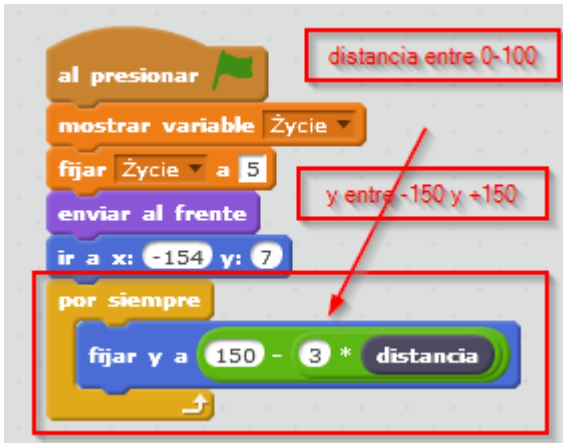 distancia entre 0-100
al presionar
mostrar variable Życie
fijar Życie a 5
y entre -150 y +150
enviar al frente
ir a x: -154 y: 7
por siempre
fijar y a 150 - 3 * distancia